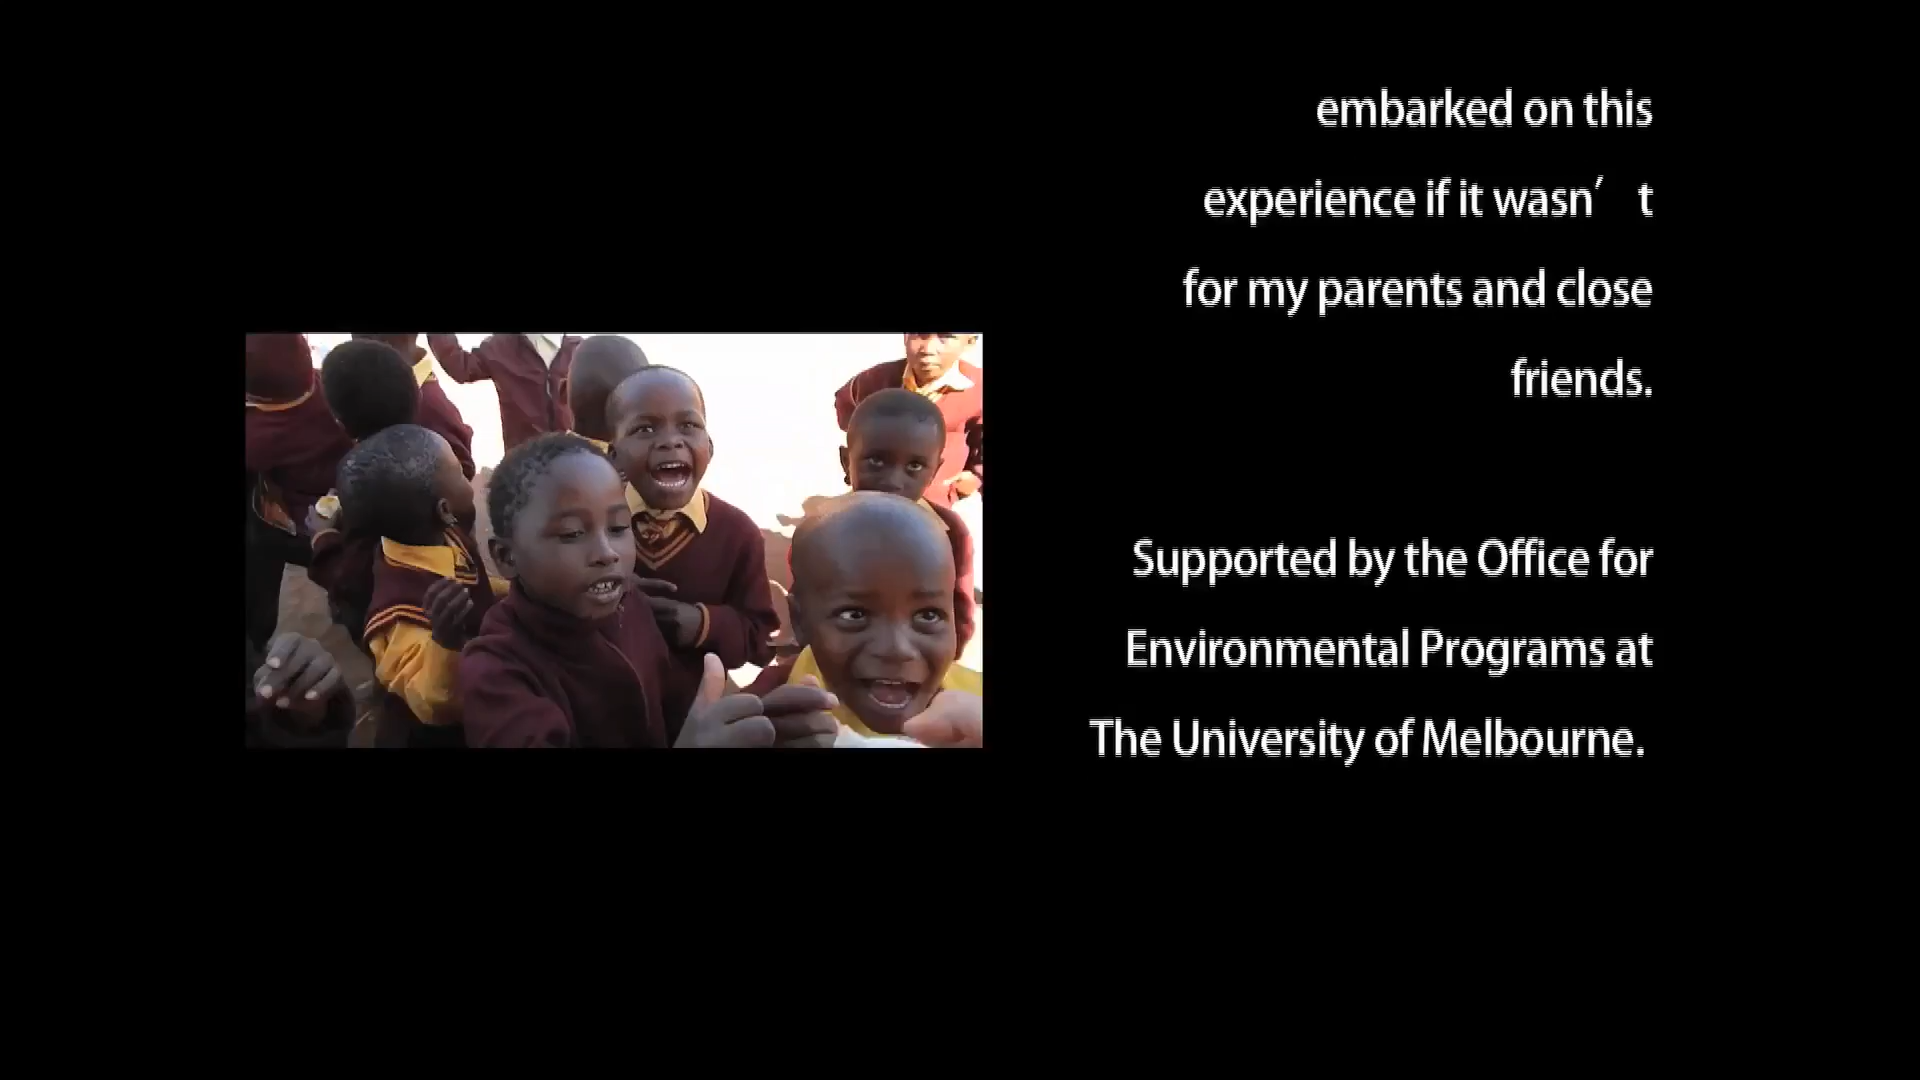 embarked on this
experience if it wasn’t
for my parents and close
friends.
Supported by the Office for
Environmental Programs at
The University of Melbourne.